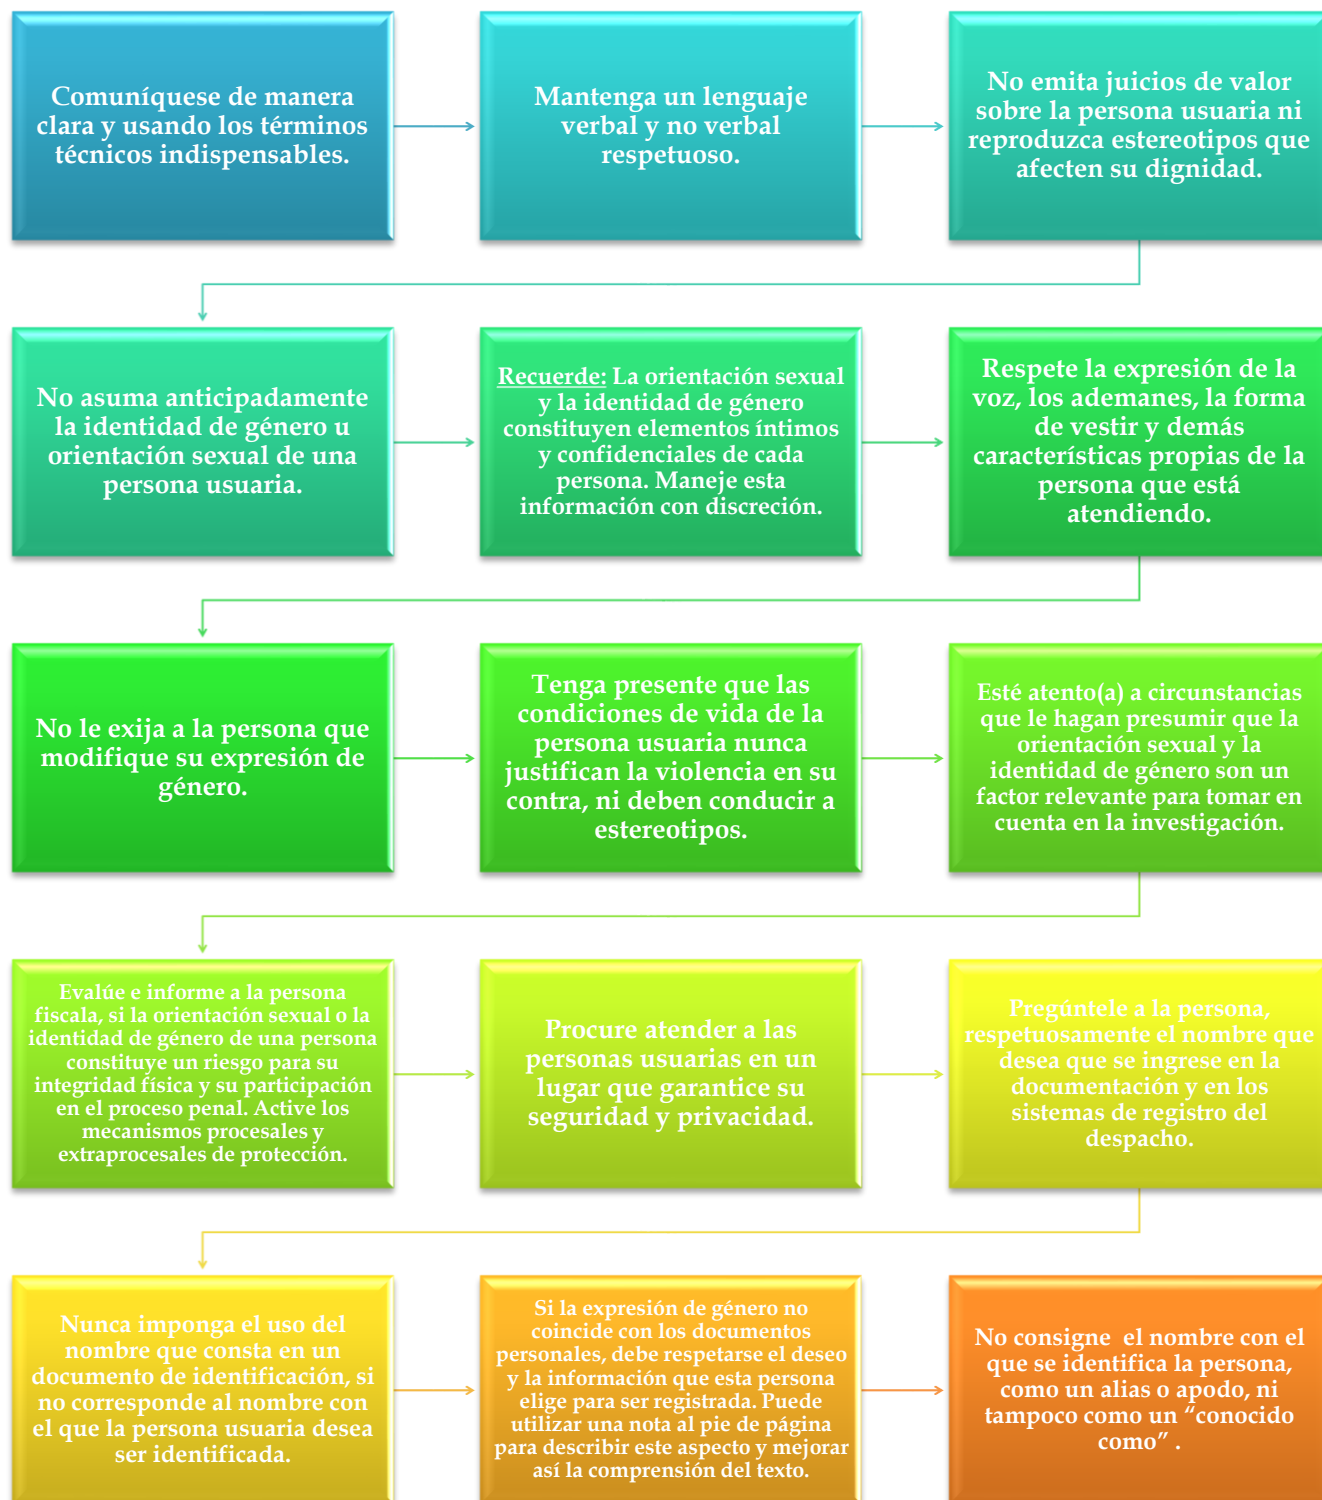 Comuníquese de manera
clara y usando los términos
técnicos indispensables.
Mantenga un lenguaje
verbal y no verbal
respetuoso.
No emita juicios de valor
sobre la persona usuaria ni
reproduzca estereotipos que
afecten su dignidad.
No asuma anticipadamente
la identidad de género u
orientación sexual de una
persona usuaria.
Recuerde: La orientación sexual
y la identidad de género
constituyen elementos íntimos
y confidenciales de cada
persona. Maneje esta
información con discreción.
Respete la expresión de la
voz, los ademanes, la forma
de vestir y demás
características propias de la
persona que está
atendiendo.
No le exija a la persona que
modifique su expresión de
género.
Tenga presente que las
condiciones de vida de la
persona usuaria nunca
justifican la violencia en su
contra, ni deben conducir a
estereotipos.
Esté atento(a) a circunstancias
que le hagan presumir que la
orientación sexual y la
identidad de género son un
factor relevante para tomar en
cuenta en la investigación.
Evalúe e informe a la persona
fiscala, si la orientación sexual o la
identidad de género de una persona
constituye un riesgo para su
integridad física y su participación
en el proceso penal. Active los
mecanismos procesales y
extraprocesales de protección.
Procure atender a las
personas usuarias en un
lugar que garantice su
seguridad y privacidad.
Pregúntele a la persona,
respetuosamente el nombre que
desea que se ingrese en la
documentación y en los
sistemas de registro del
despacho.
Nunca imponga el uso del
nombre que consta en un
documento de identificación, si
no corresponde al nombre con
el que la persona usuaria desea
ser identificada.
Si la expresión de género no
coincide con los documentos
personales, debe respetarse el deseo
y la información que esta persona
elige para ser registrada. Puede
utilizar una nota al pie de página
para describir este aspecto y mejorar
así la comprensión del texto.
No consigne  el nombre con el
que se identifica la persona,
como un alias o apodo, ni
tampoco como un “conocido
como” .